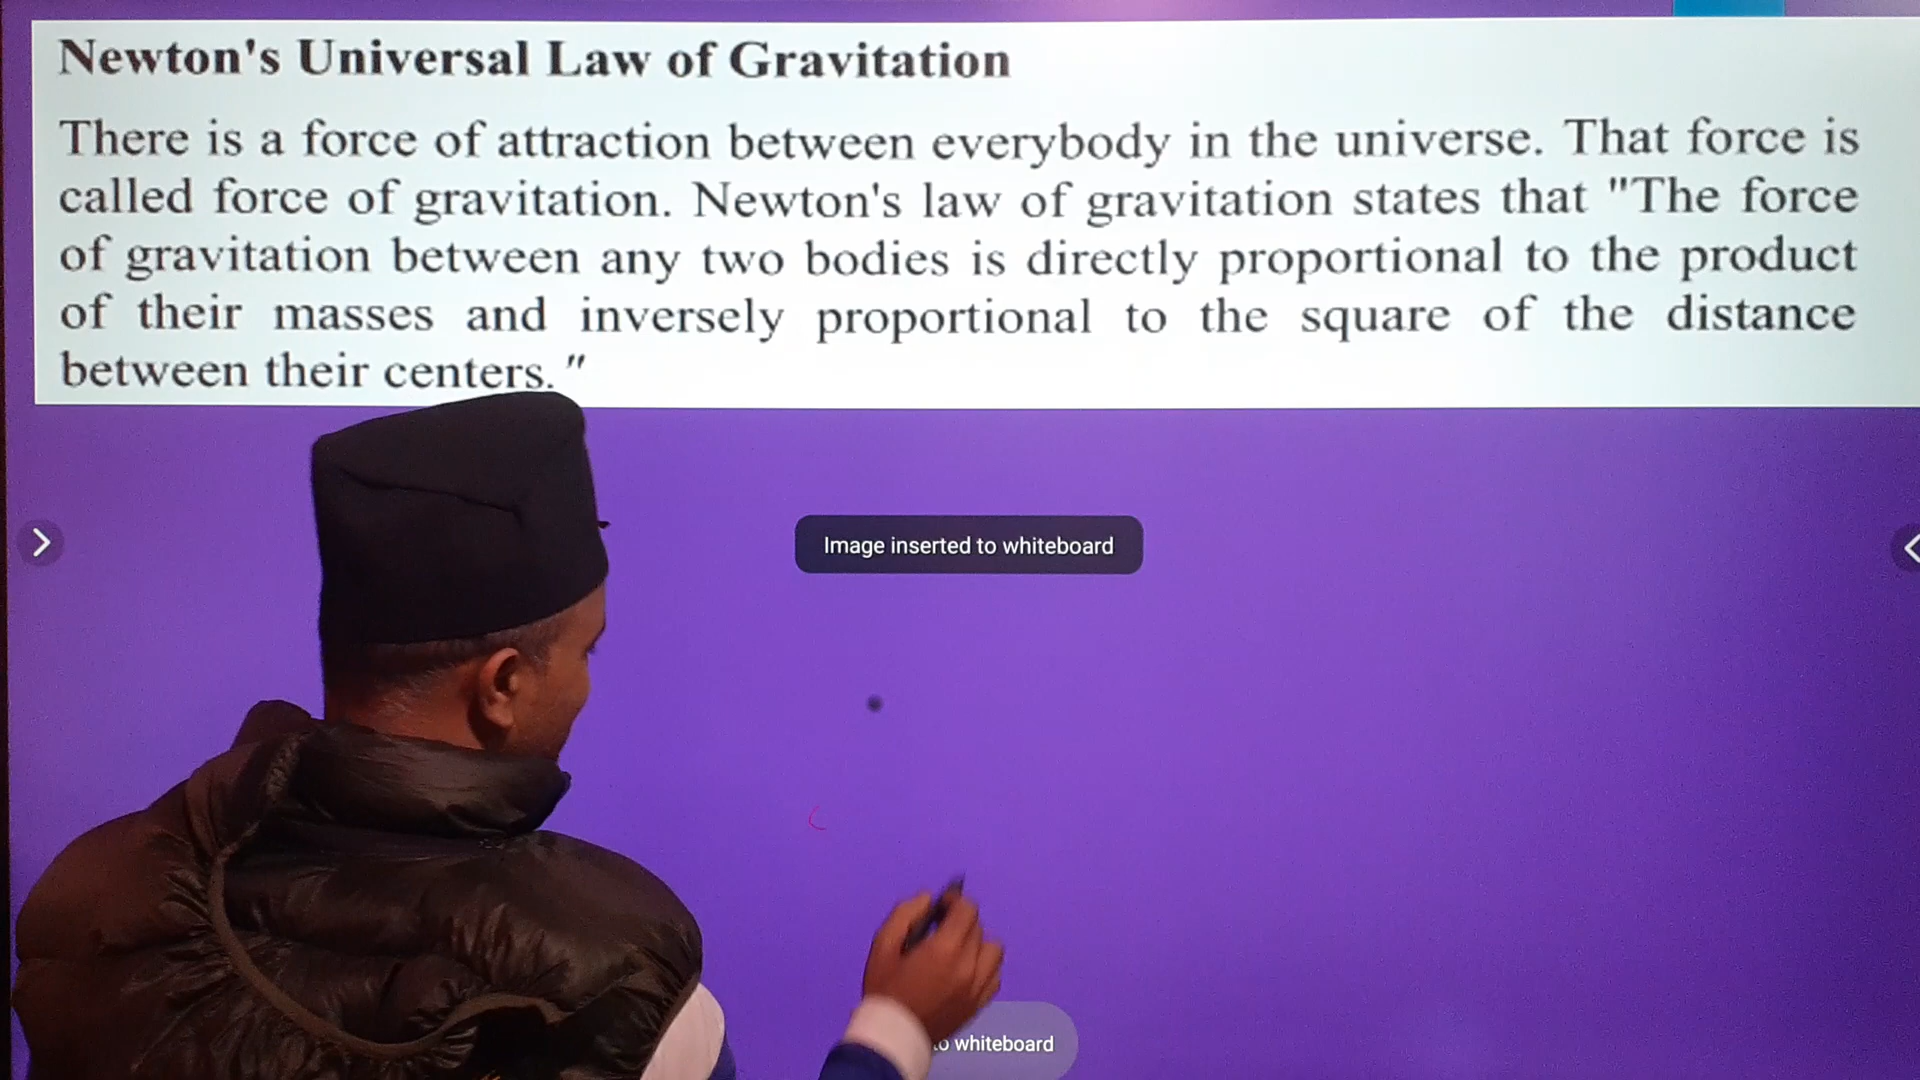 Newton's Universal Law of Gravitation
There is a force of attraction between everybody in the universe. That force is
called force of gravitation. Newton's law of gravitation states that "The force
of gravitation between any two bodies is directly proportional to the product
of their masses and inversely proportional to the square of the distance
between their centers. "
Image inserted to whiteboard
whiteboard